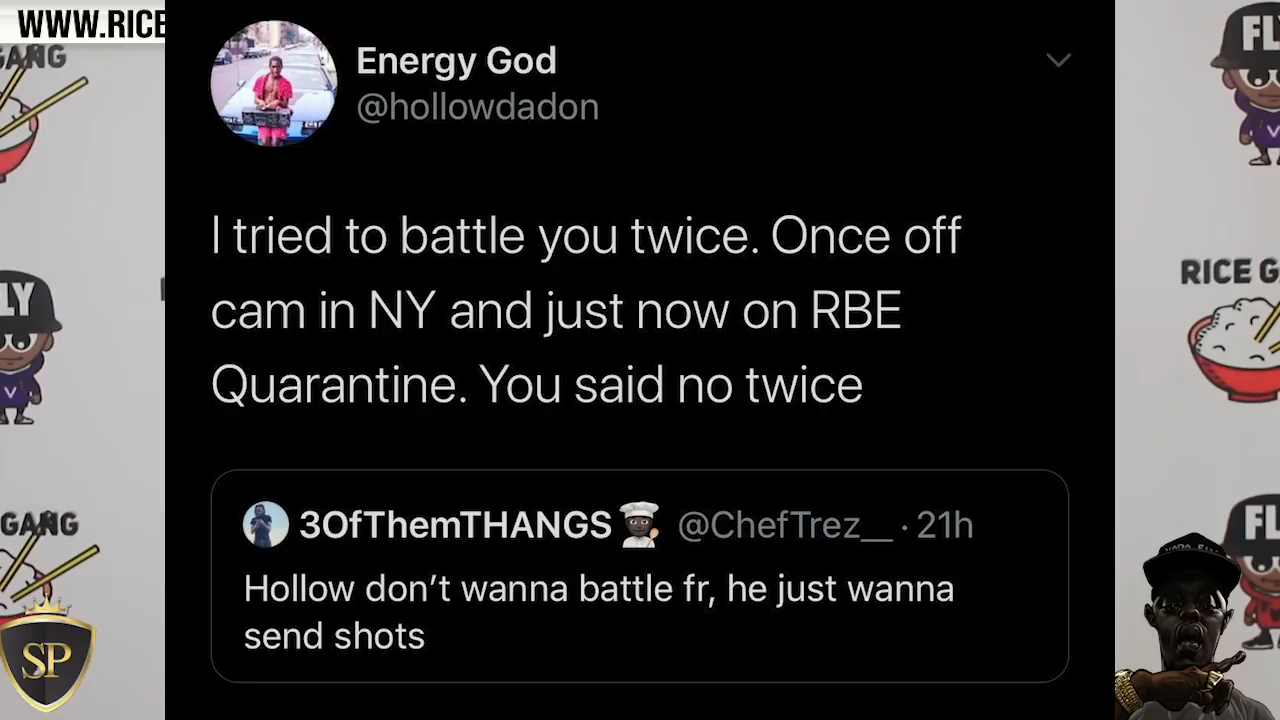 WWW.RICE
GANG
Energy God
@hollowdadon
FL
I tried to battle you twice. Once off
cam in NY and just now on RBE
Quarantine. You said no twice
LY
V
RICE G
3OfThemTHANGS @ChefTrez__ · 21h
Hollow don't wanna battle fr, he just wanna
send shots
GANG
FL
SP